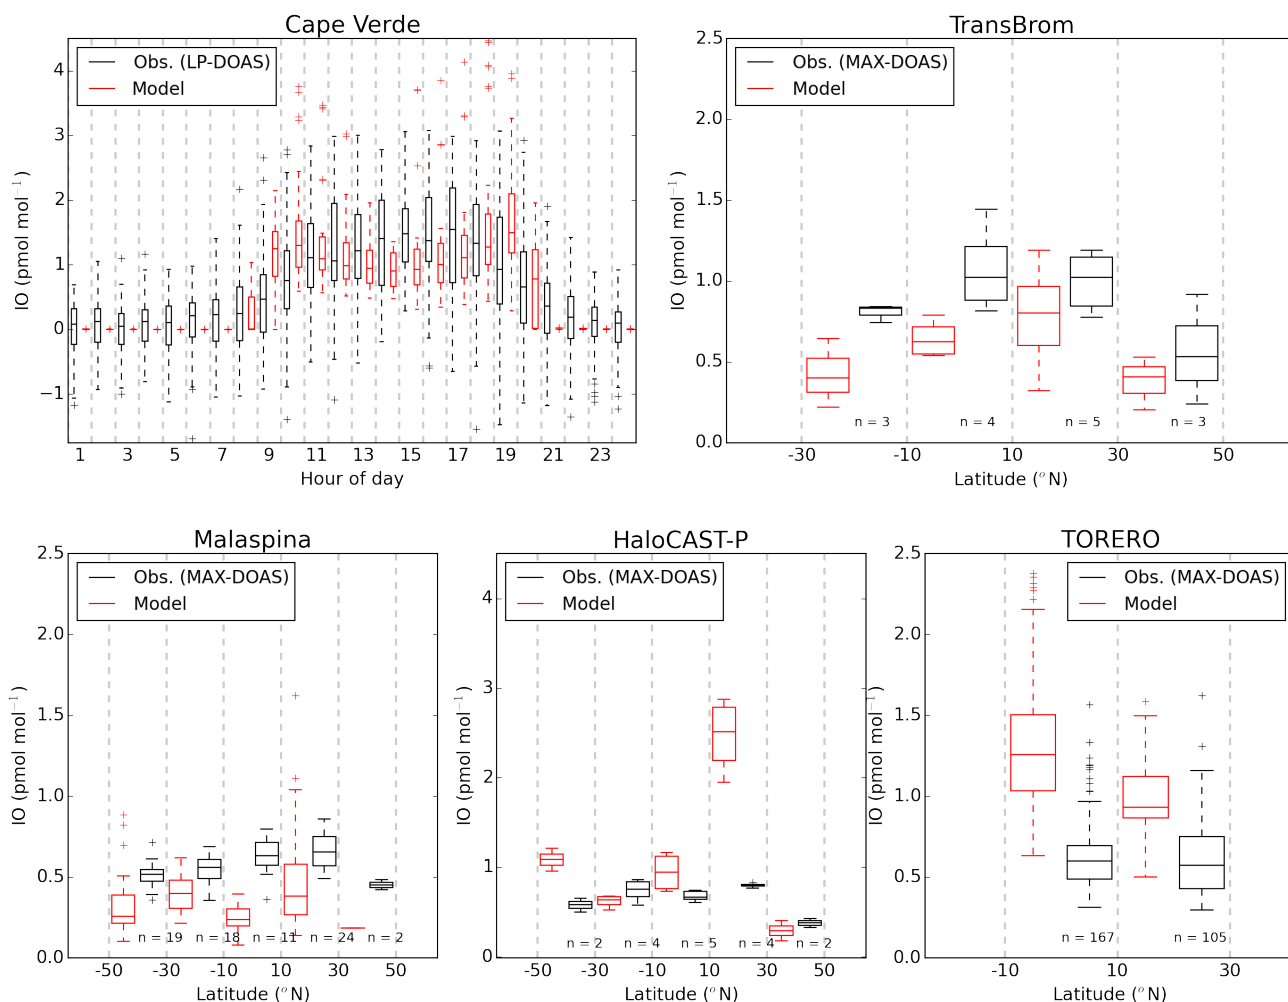 Cape Verde
Obs. (LP-DOAS)
Model
IO (pmol mol⁻¹)
4
3
2
1
0
−1
1 3 5 7 9 11 13 15 17 19 21 23
Hour of day
TransBrom
Obs. (MAX-DOAS)
Model
IO (pmol mol⁻¹)
2.5
2.0
1.5
1.0
0.5
0.0
n = 3 n = 4 n = 5 n = 3
-30 -10 10 30 50
Latitude (°N)
Malaspina
Obs. (MAX-DOAS)
Model
IO (pmol mol⁻¹)
2.5
2.0
1.5
1.0
0.5
0.0
n = 19 n = 18 n = 11 n = 24 n = 2
-50 -30 -10 10 30 50
Latitude (°N)
HaloCAST-P
Obs. (MAX-DOAS)
Model
IO (pmol mol⁻¹)
4
3
2
1
0
n = 2 n = 4 n = 5 n = 4 n = 2
-50 -30 -10 10 30 50
Latitude (°N)
TORERO
Obs. (MAX-DOAS)
Model
IO (pmol mol⁻¹)
2.5
2.0
1.5
1.0
0.5
0.0
n = 167 n = 105
-10 10 30
Latitude (°N)